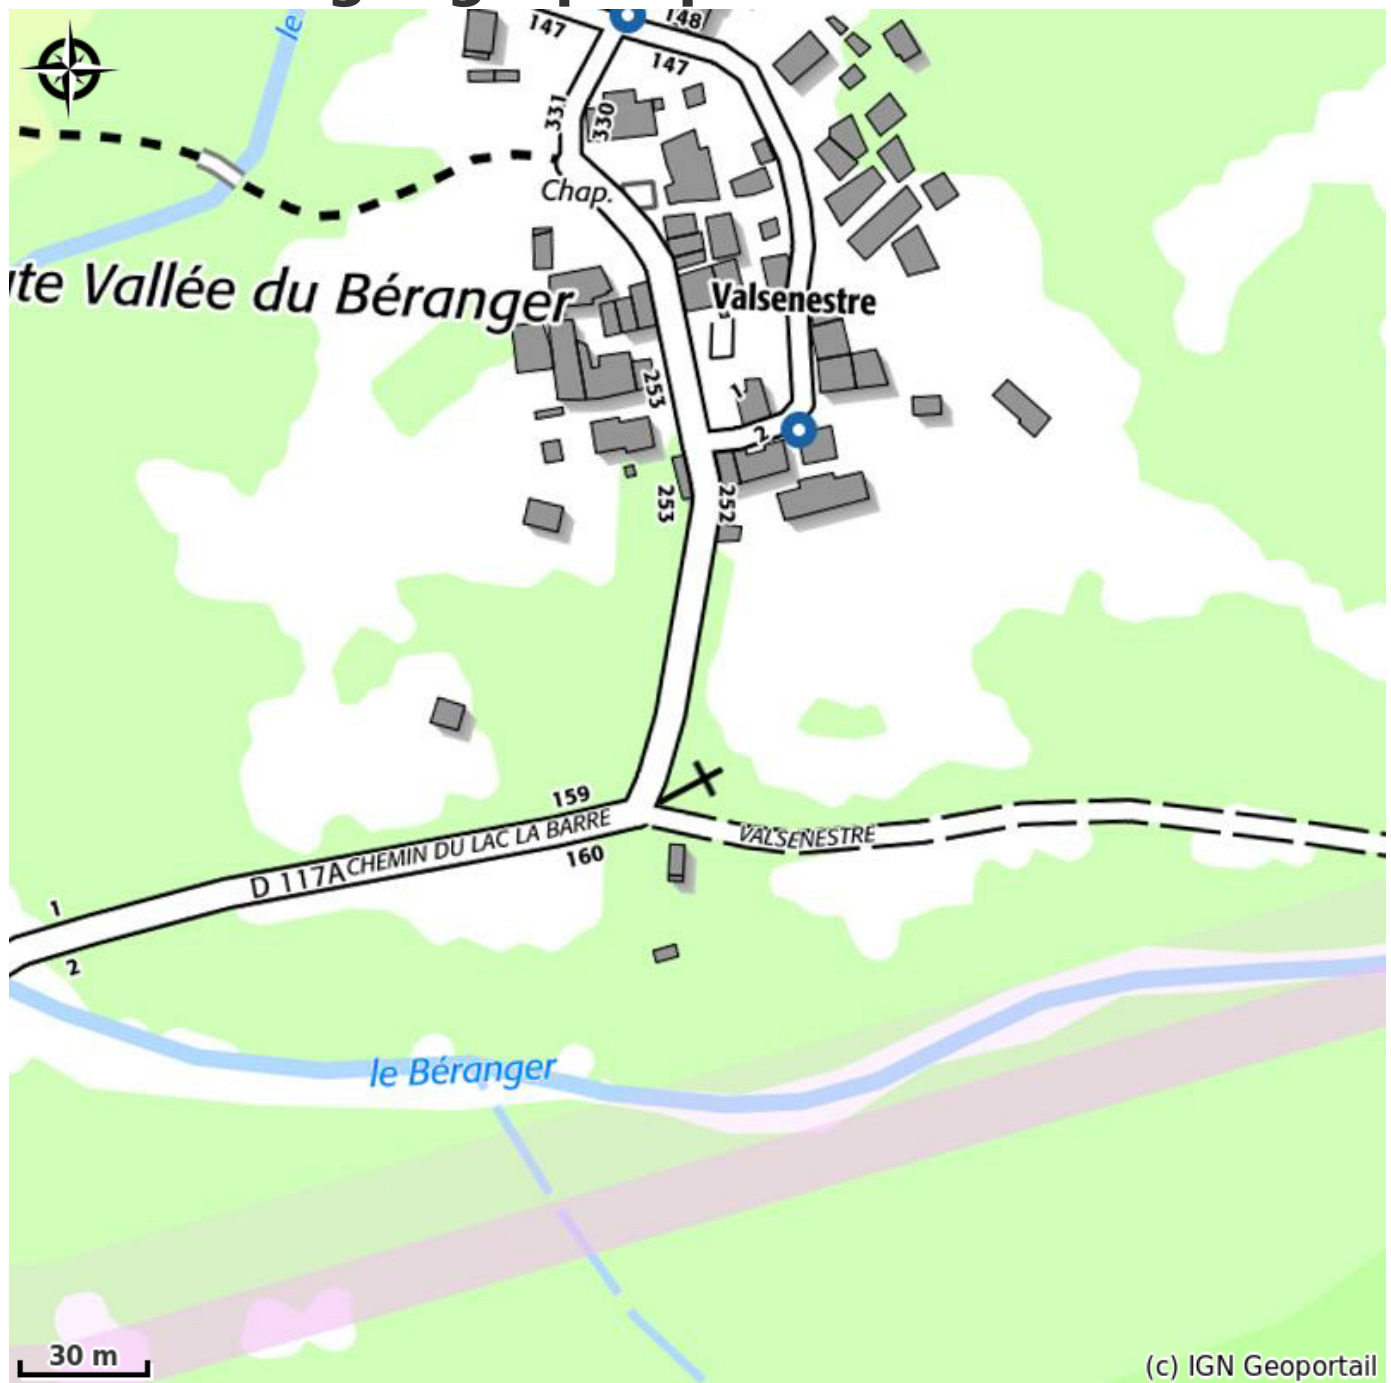 148
147
147
le
331
330
Chap.
Vallée du Béranger
Valsenestre
253
1
2
253
252
159
D 117A CHEMIN DU LAC LA BARRE
160
VALSENESTRE
1
2
le Béranger
30 m
(c) IGN Geoportail